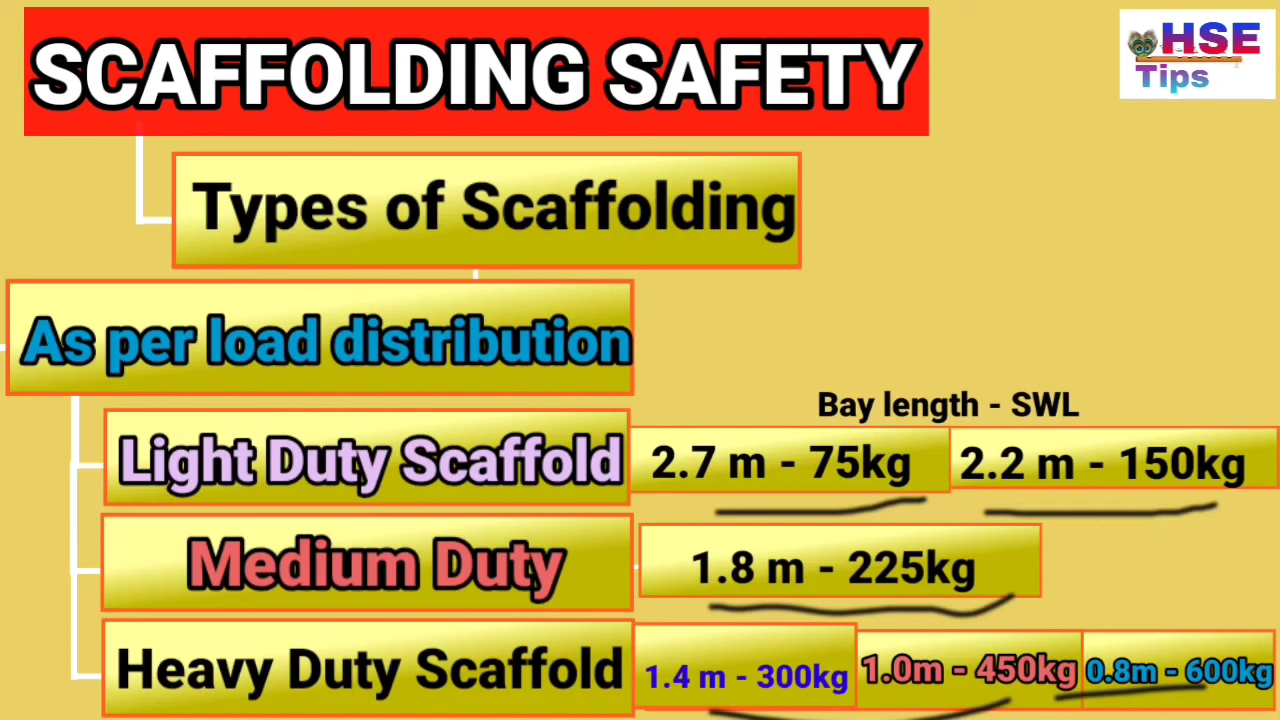 SCAFFOLDING SAFETY
HSE
Tips
Types of Scaffolding
As per load distribution
Bay length - SWL
Light Duty Scaffold 2.7 m - 75kg 2.2 m - 150kg
Medium Duty 1.8 m - 225kg
Heavy Duty Scaffold 1.4 m - 300kg 1.0m - 450kg 0.8m - 600kg